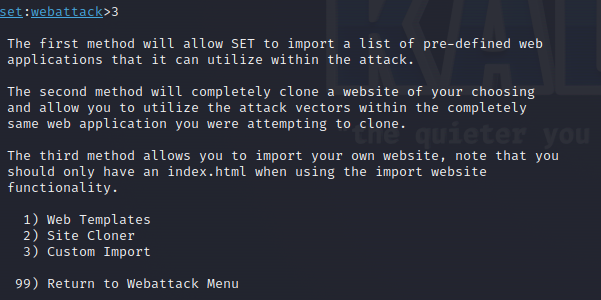 set:webattack>3
The first method will allow SET to import a list of pre-defined web
applications that it can utilize within the attack.
The second method will completely clone a website of your choosing
and allow you to utilize the attack vectors within the completely
same web application you were attempting to clone.
The third method allows you to import your own website, note that you
should only have an index.html when using the import website
functionality.
1) Web Templates
2) Site Cloner
3) Custom Import
99) Return to Webattack Menu
KAL
the quieter you